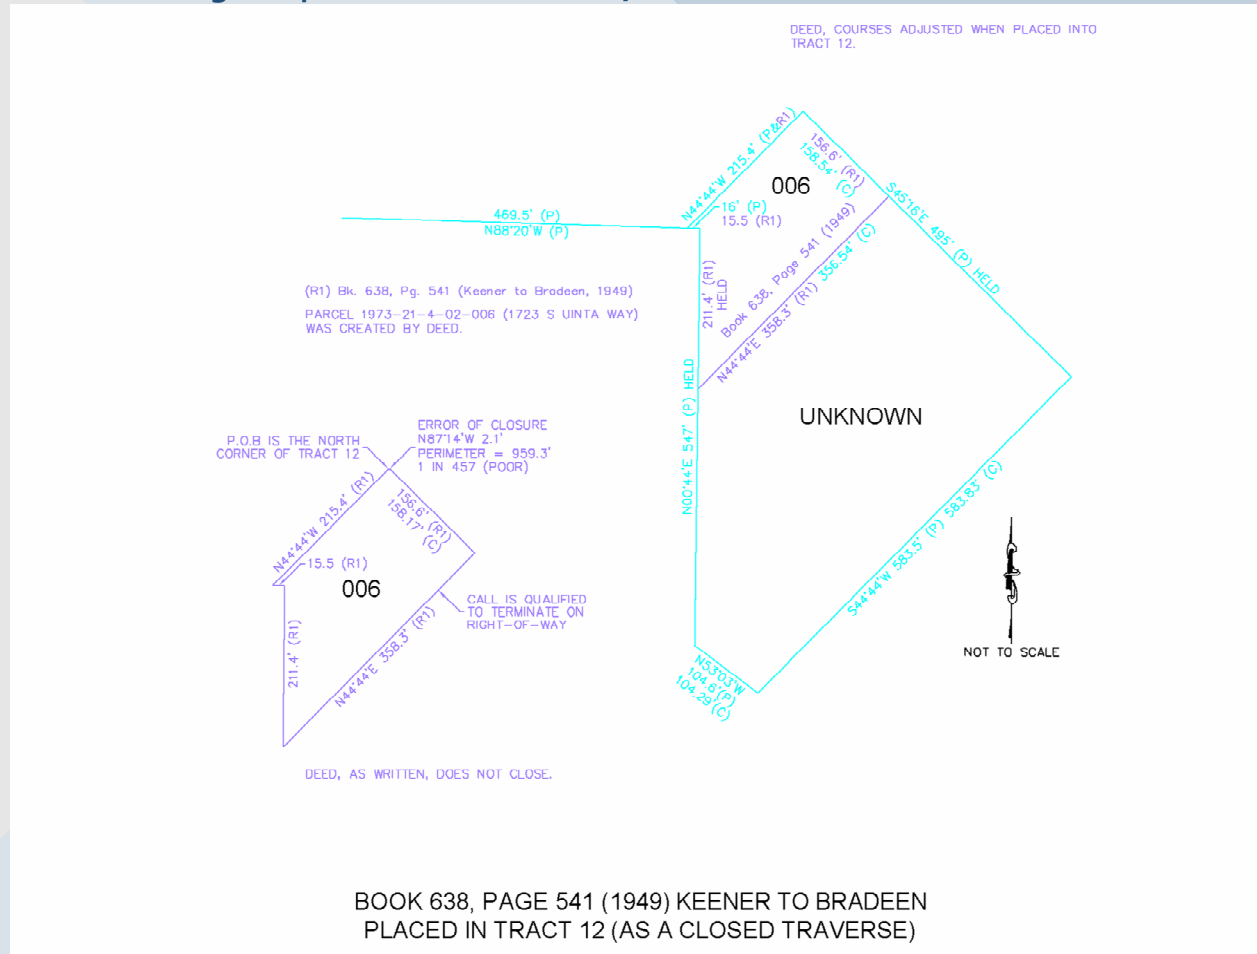 DEED, COURSES ADJUSTED WHEN PLACED INTO
TRACT 12.
N44°44'W 215.4' (P&R1)
156.6' (R1)
158.54' (C)
006
16' (P)
15.5 (R1)
S45°16'E 495' (P) HELD
469.5' (P)
N88°20'W (P)
211.4' (R1)
HELD
Book 638, Page 541 (1949)
N44°44'E 358.3' (R1) 356.54' (C)
(R1) Bk. 638, Pg. 541 (Keener to Bradeen, 1949)
PARCEL 1973-21-4-02-006 (1723 S UINTA WAY)
WAS CREATED BY DEED.
N00°44'E 547' (P) HELD
UNKNOWN
S44°44'W 583.5' (P) 583.83' (C)
N53°03'W
104.6'(P)
104.29'(C)
NOT TO SCALE
P.O.B IS THE NORTH
CORNER OF TRACT 12
ERROR OF CLOSURE
N87°14'W 2.1'
PERIMETER = 959.3'
1 IN 457 (POOR)
N44°44'W 215.4' (R1)
156.6' (R1)
158.17' (C)
15.5 (R1)
006
211.4' (R1)
N44°44'E 358.3' (R1)
CALL IS QUALIFIED
TO TERMINATE ON
RIGHT-OF-WAY
DEED, AS WRITTEN, DOES NOT CLOSE.
BOOK 638, PAGE 541 (1949) KEENER TO BRADEEN
PLACED IN TRACT 12 (AS A CLOSED TRAVERSE)